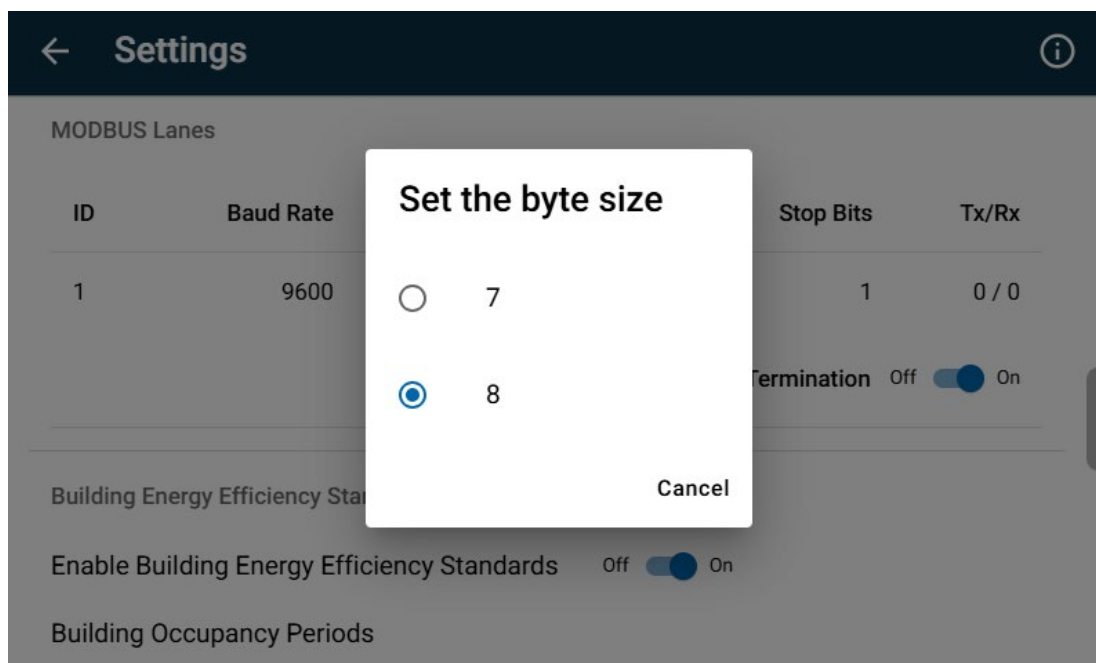 Settings
MODBUS Lanes
Set the byte size
ID Baud Rate Stop Bits Tx/Rx
1 9600 7 1 0 / 0
8 Termination Off On
Cancel
Building Energy Efficiency
Enable Building Energy Efficiency Standards Off On
Building Occupancy Periods